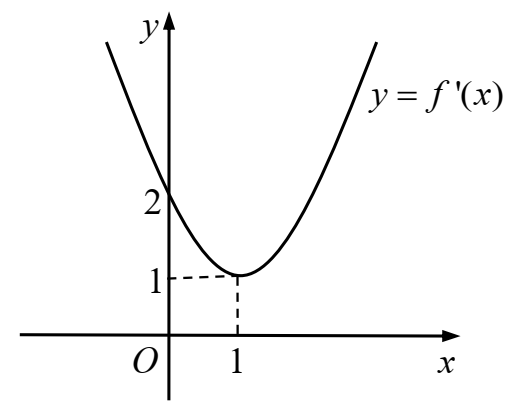 y
y = f '(x)
2
1
O 1 x